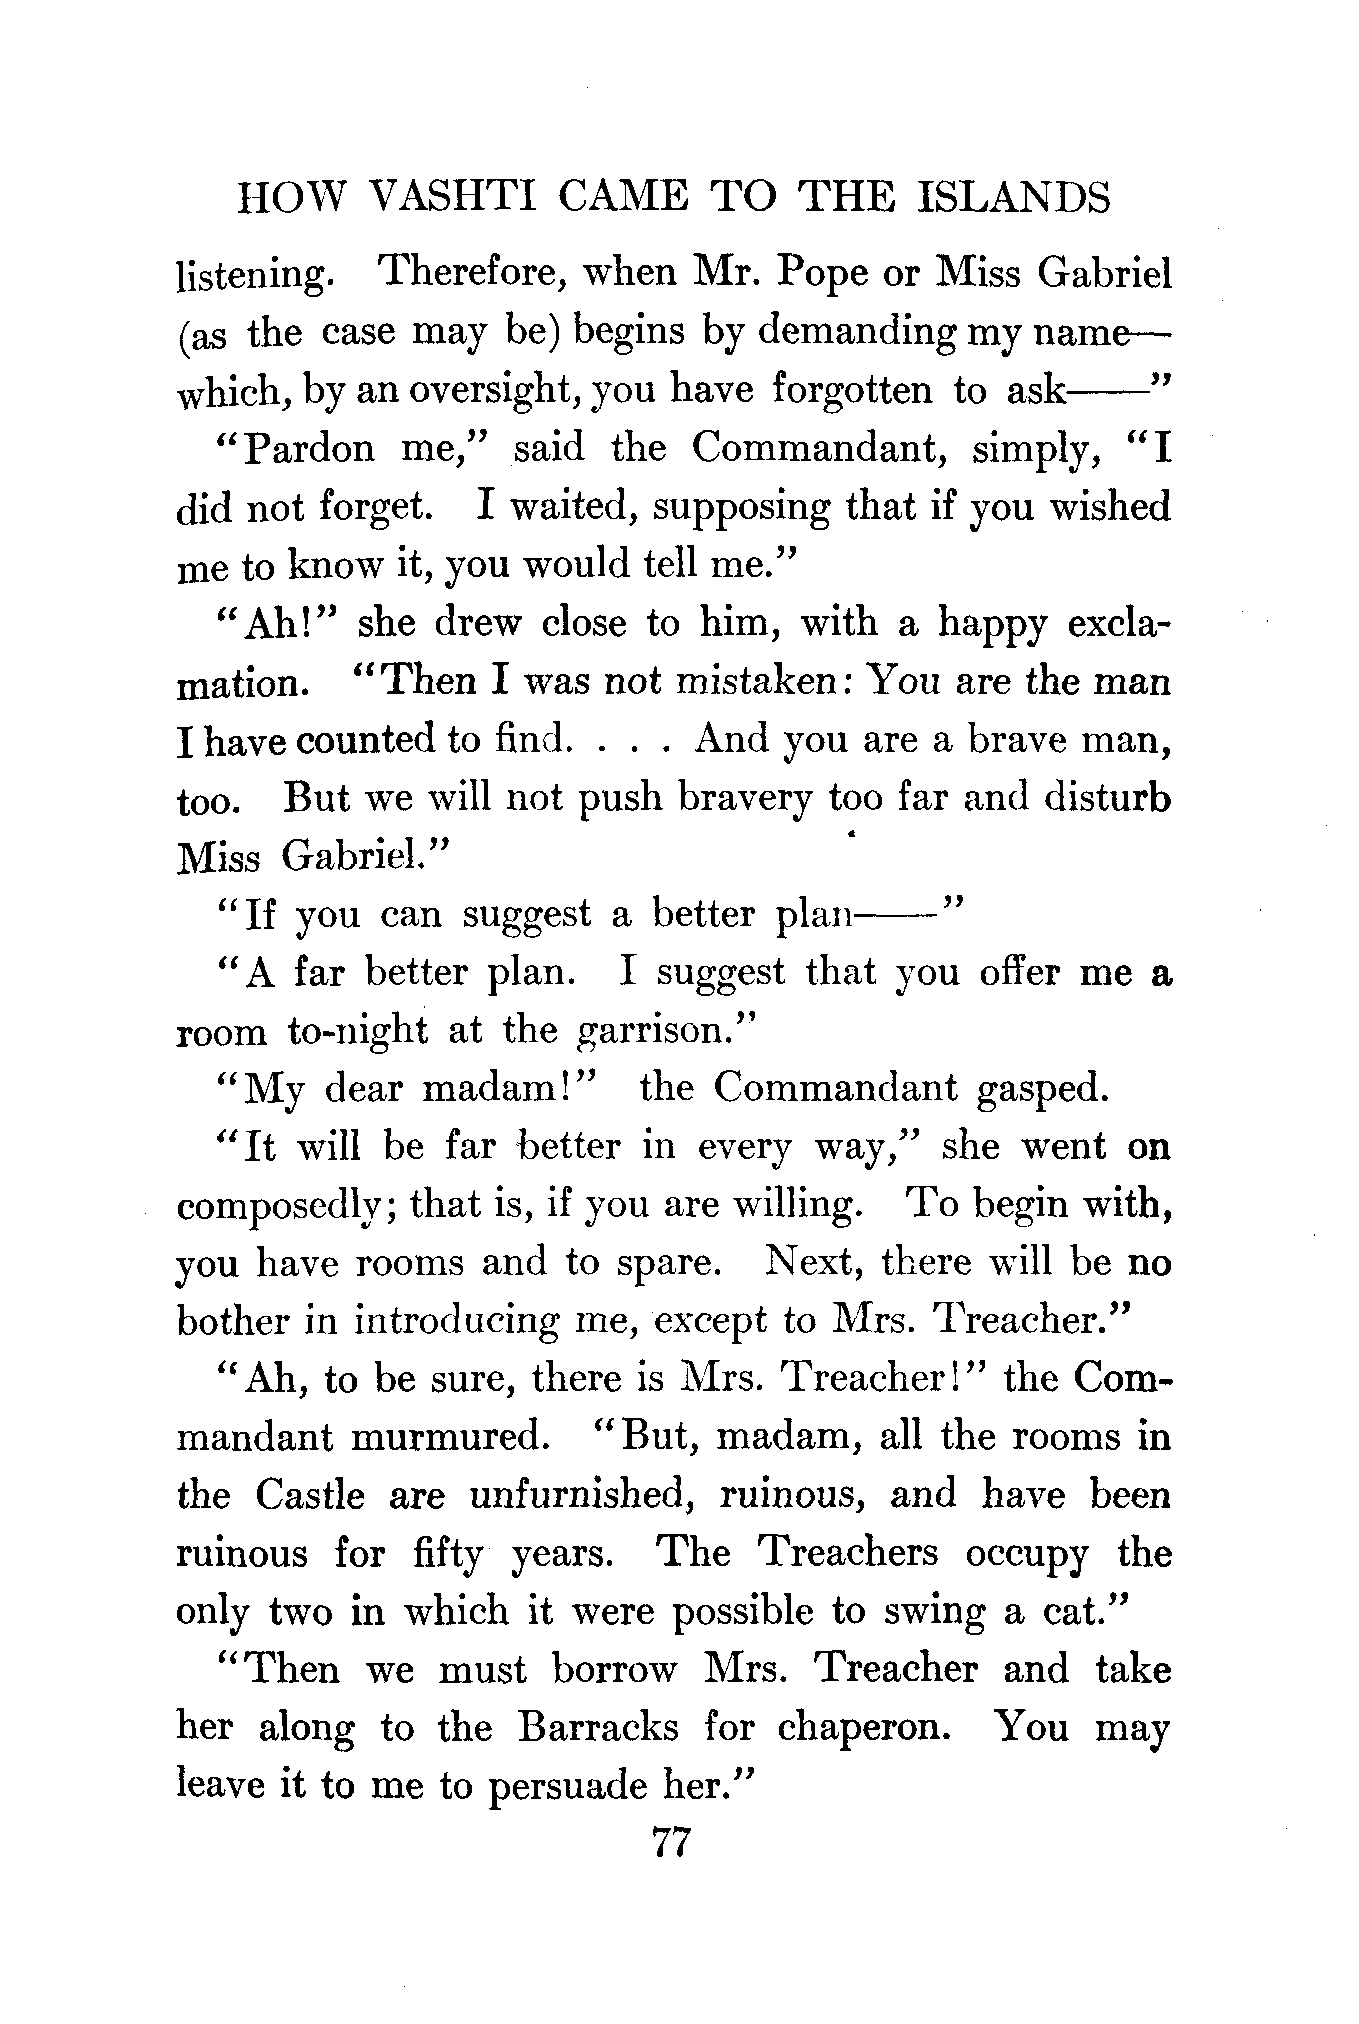 HOW VASHTI CAME TO THE ISLANDS
listening. Therefore, when Mr. Pope or Miss Gabriel
(as the case may be) begins by demanding my name—
which, by an oversight, you have forgotten to ask——"
"Pardon me," said the Commandant, simply, "I
did not forget. I waited, supposing that if you wished
me to know it, you would tell me."
"Ah!" she drew close to him, with a happy excla-
mation. "Then I was not mistaken: You are the man
I have counted to find. . . . And you are a brave man,
too. But we will not push bravery too far and disturb
Miss Gabriel."
"If you can suggest a better plan——"
"A far better plan. I suggest that you offer me a
room to-night at the garrison."
"My dear madam!" the Commandant gasped.
"It will be far better in every way," she went on
composedly; that is, if you are willing. To begin with,
you have rooms and to spare. Next, there will be no
bother in introducing me, except to Mrs. Treacher."
"Ah, to be sure, there is Mrs. Treacher!" the Com-
mandant murmured. "But, madam, all the rooms in
the Castle are unfurnished, ruinous, and have been
ruinous for fifty years. The Treachers occupy the
only two in which it were possible to swing a cat."
"Then we must borrow Mrs. Treacher and take
her along to the Barracks for chaperon. You may
leave it to me to persuade her."
77